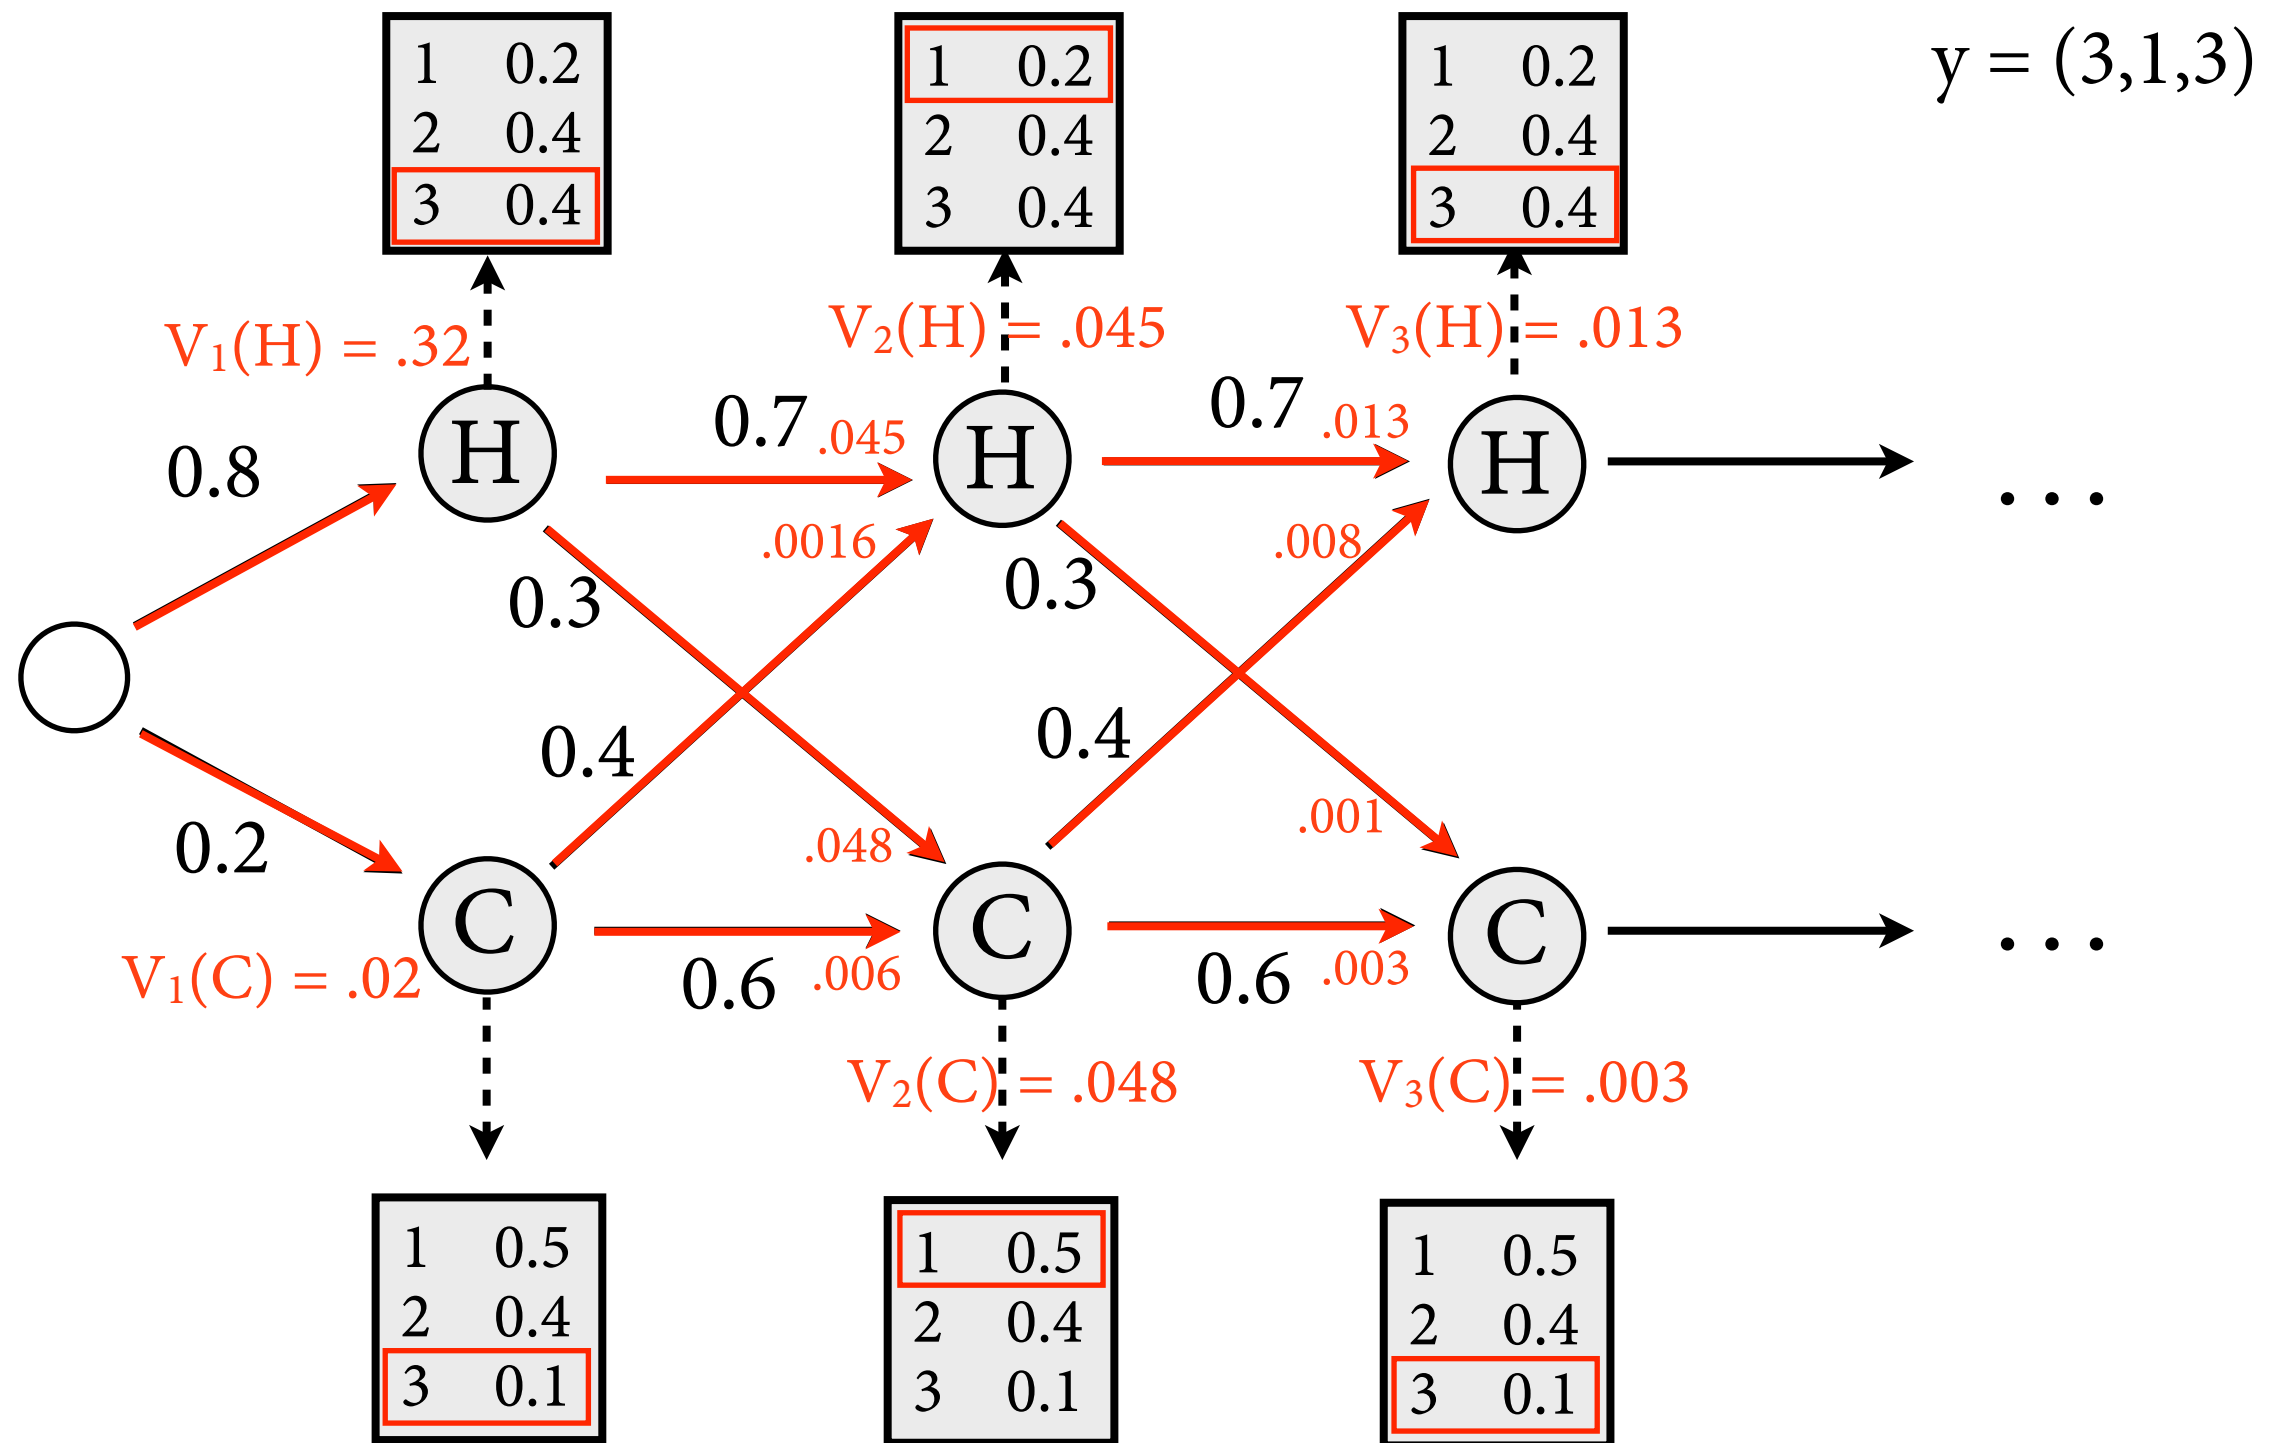 y = (3,1,3)
1 0.2
2 0.4
3 0.4
1 0.2
2 0.4
3 0.4
1 0.2
2 0.4
3 0.4
V1(H) = .32
V2(H) = .045
V3(H) = .013
0.8
H
0.7
.045
H
0.7
.013
H
...
.0016
.008
0.3
0.3
0.4
0.4
0.2
.048
.001
C
C
C
...
0.6
.006
0.6
.003
V1(C) = .02
V2(C) = .048
V3(C) = .003
1 0.5
2 0.4
3 0.1
1 0.5
2 0.4
3 0.1
1 0.5
2 0.4
3 0.1